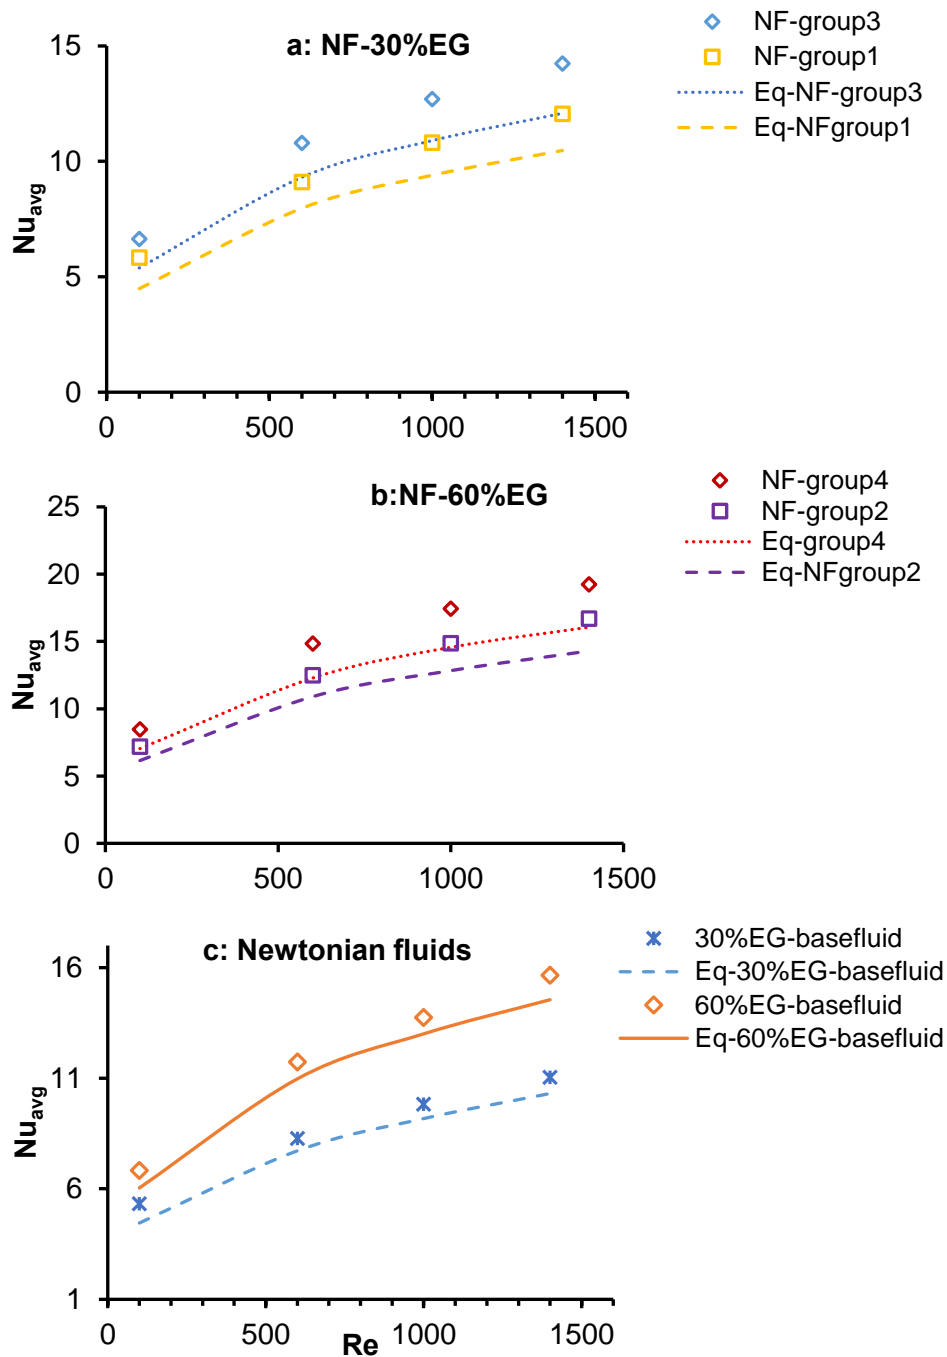 a: NF-30%EG
NF-group3
NF-group1
Eq-NF-group3
Eq-NFgroup1
Nu_avg
15
10
5
0
0 500 1000 1500
b:NF-60%EG
NF-group4
NF-group2
Eq-group4
Eq-NFgroup2
Nu_avg
25
20
15
10
5
0
0 500 1000 1500
c: Newtonian fluids
30%EG-basefluid
Eq-30%EG-basefluid
60%EG-basefluid
Eq-60%EG-basefluid
Nu_avg
16
11
6
1
0 500 1000 1500
Re